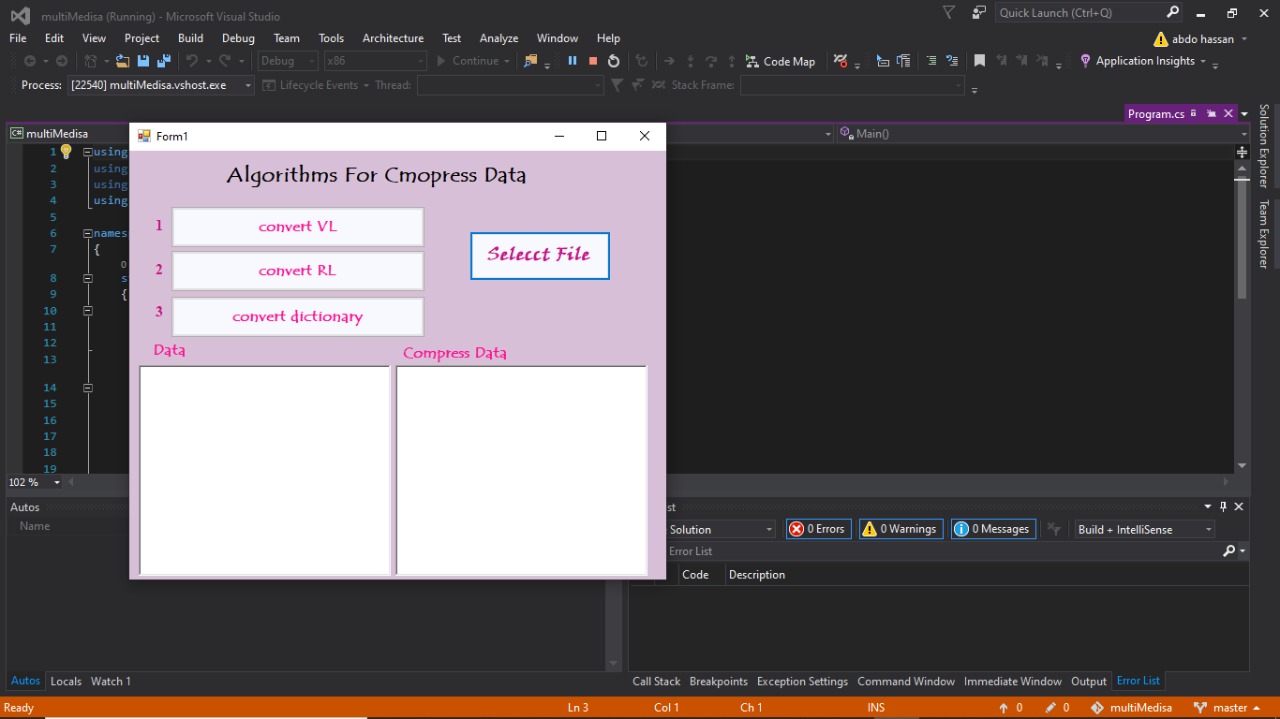 multiMedisa (Running) - Microsoft Visual Studio
Quick Launch (Ctrl+Q)
File Edit View Project Build Debug Team Tools Architecture Test Analyze Window Help
abdo hassan
Debug x86 Continue Code Map Application Insights
Process: [22540] multiMedisa.vshost.exe Lifecycle Events Thread: Stack Frame:
Program.cs
C# multiMedisa
Main()
Form1
Algorithms For Cmopress Data
1 convert VL
2 convert RL
3 convert dictionary
Selecct File
Data
Compress Data
1 using
2 using
3 using
4 using
5
6 names
7 {
0
8 s
9 {
10
11
12
13
14
15
16
17
18
19
102 %
Solution Explorer
Team Explorer
Autos
Name
st
Solution 0 Errors 0 Warnings 0 Messages Build + IntelliSense
Error List
Code Description
Autos Locals Watch 1
Call Stack Breakpoints Exception Settings Command Window Immediate Window Output Error List
Ready Ln 3 Col 1 Ch 1 INS 0 0 multiMedisa master